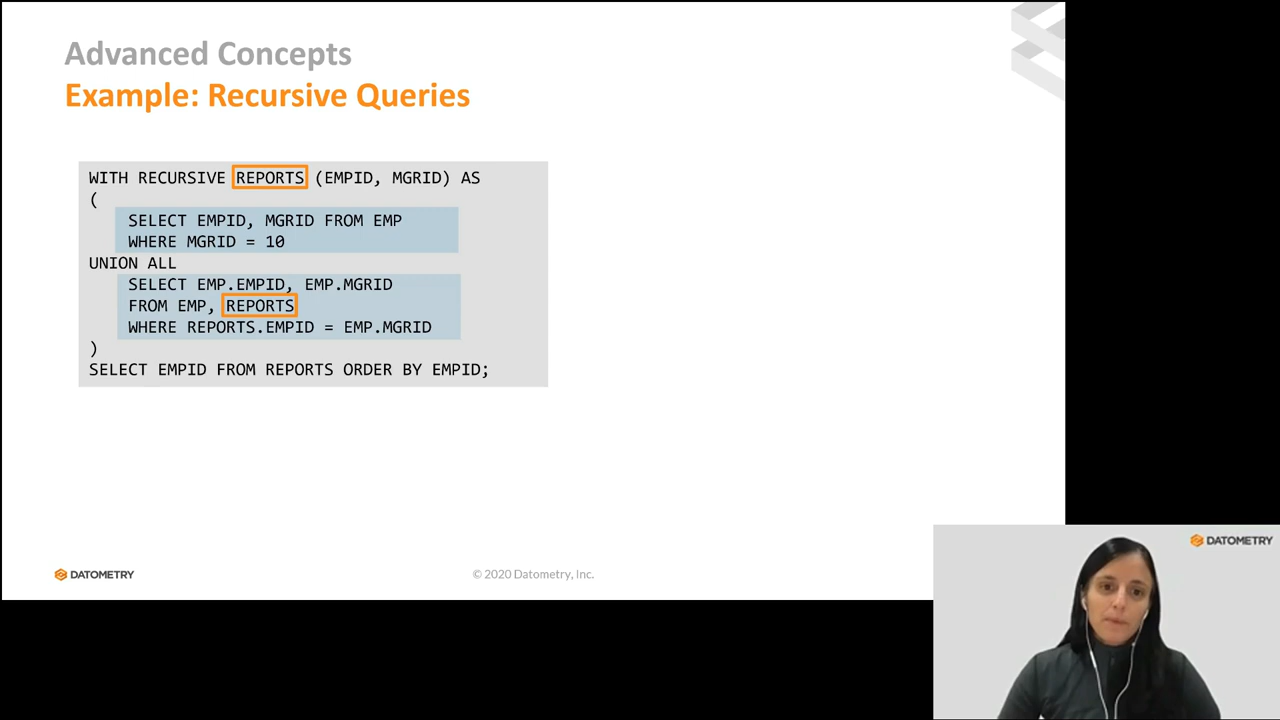 Advanced Concepts
Example: Recursive Queries
WITH RECURSIVE REPORTS (EMPID, MGRID) AS
(
SELECT EMPID, MGRID FROM EMP
WHERE MGRID = 10
UNION ALL
SELECT EMP.EMPID, EMP.MGRID
FROM EMP, REPORTS
WHERE REPORTS.EMPID = EMP.MGRID
)
SELECT EMPID FROM REPORTS ORDER BY EMPID;
DATOMETRY
© 2020 Datometry, Inc.
DATOMETRY